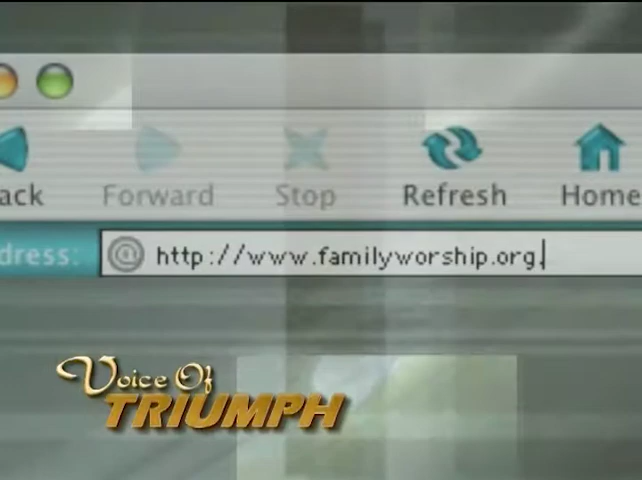 ack Forward Stop Refresh Home
dress: @ http://www.familyworship.org.
Voice Of
TRIUMPH